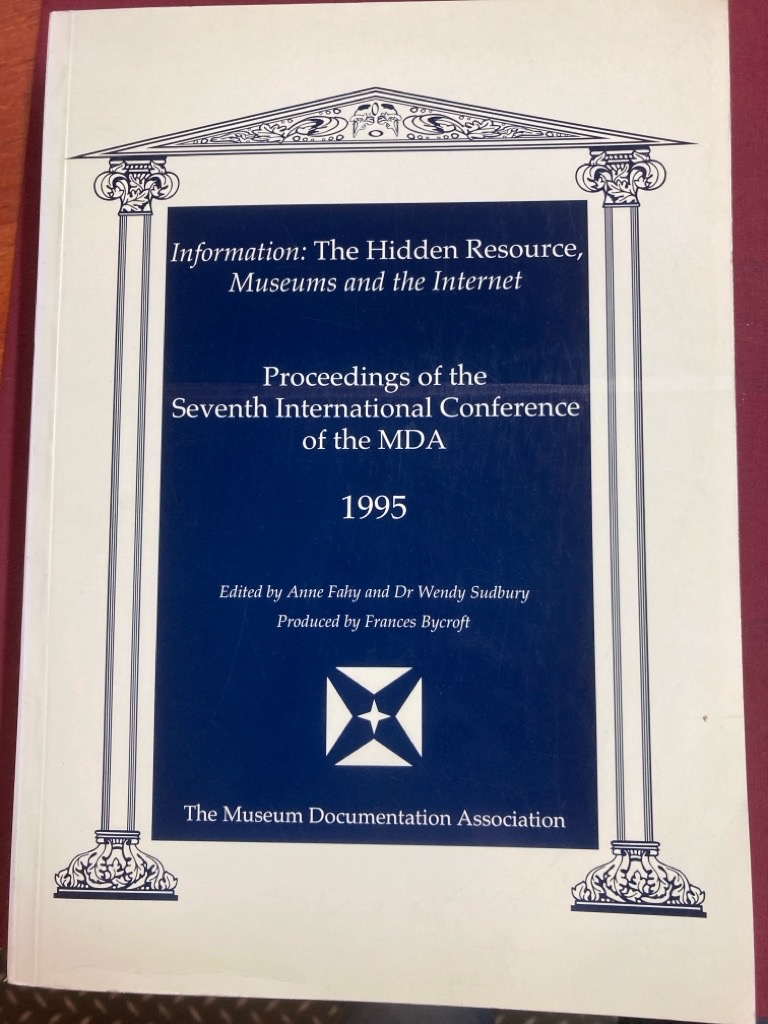 Information: The Hidden Resource,
Museums and the Internet
Proceedings of the
Seventh International Conference
of the MDA
1995
Edited by Anne Fahy and Dr Wendy Sudbury
Produced by Frances Bycroft
The Museum Documentation Association